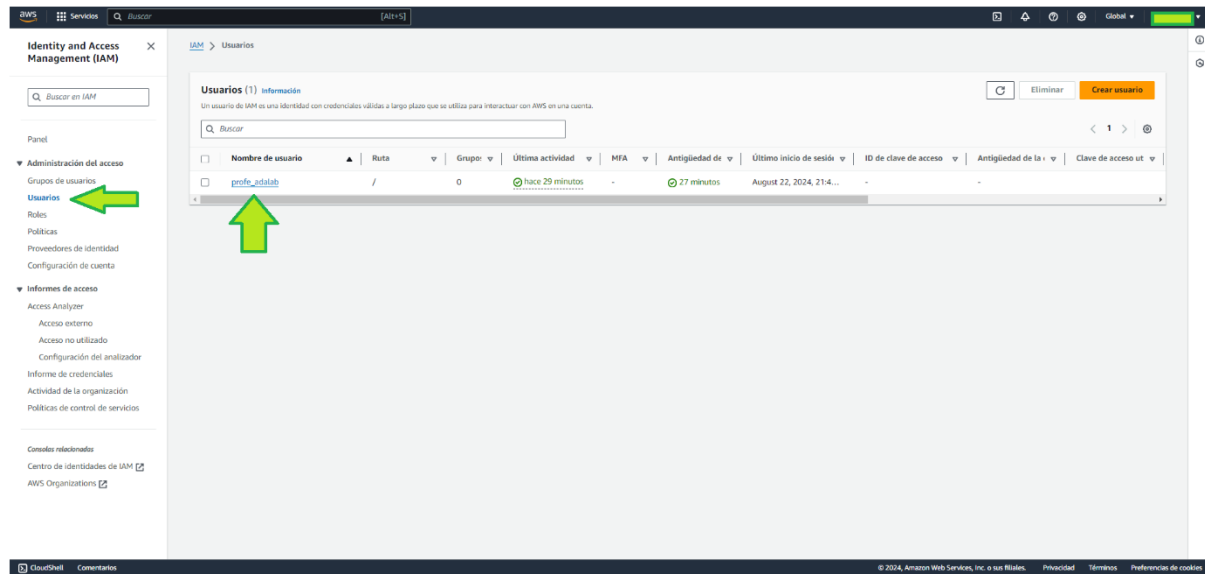 aws Servicios Buscar [Alt+S] Global
Identity and Access Management (IAM)
Buscar en IAM
Panel
Administración del acceso
Grupos de usuarios
Usuarios
Roles
Políticas
Proveedores de identidad
Configuración de cuenta
Informes de acceso
Access Analyzer
Acceso externo
Acceso no utilizado
Configuración del analizador
Informe de credenciales
Actividad de la organización
Políticas de control de servicios
Consolas relacionadas
Centro de identidades de IAM
AWS Organizations
IAM > Usuarios
Usuarios (1) Información
Eliminar Crear usuario
Un usuario de IAM es una identidad con credenciales válidas a largo plazo que se utiliza para interactuar con AWS en una cuenta.
Buscar
1
Nombre de usuario Ruta Grupos Última actividad MFA Antigüedad de Último inicio de sesión ID de clave de acceso Antigüedad de la Clave de acceso ut
profe_adalab / 0 hace 29 minutos - 27 minutos August 22, 2024, 21:4... - -
CloudShell Comentarios © 2024, Amazon Web Services, Inc. o sus filiales. Privacidad Términos Preferencias de cookies